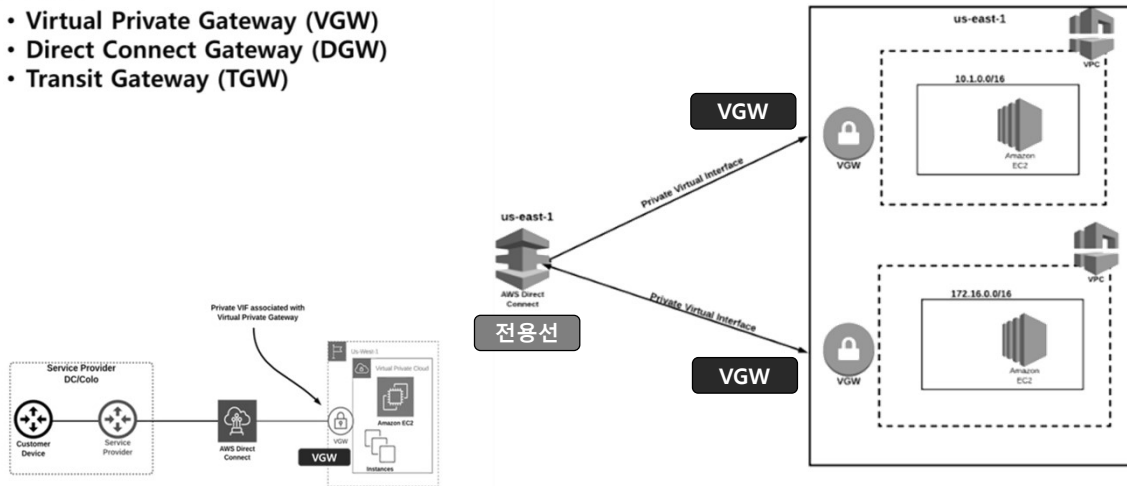 • Virtual Private Gateway (VGW)
• Direct Connect Gateway (DGW)
• Transit Gateway (TGW)
Private VIF associated with
Virtual Private Gateway
Service Provider
DC/Colo
Customer
Device
Service
Provider
AWS Direct
Connect
Us-West-1
Virtual Private Cloud
Amazon EC2
VGW
VGW
Instances
us-east-1
AWS Direct
Connect
전용선
Private Virtual Interface
Private Virtual Interface
VGW
VGW
us-east-1
VPC
10.1.0.0/16
Amazon
EC2
VGW
VPC
172.16.0.0/16
Amazon
EC2
VGW